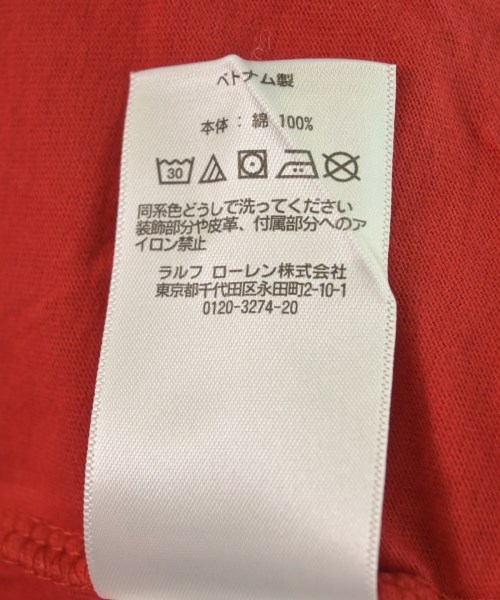 ベトナム製
本体：綿 100%
30
同系色どうしで洗ってください
装飾部分や皮革、付属部分へのア
イロン禁止
ラルフ ローレン株式会社
東京都千代田区永田町2-10-1
0120-3274-20